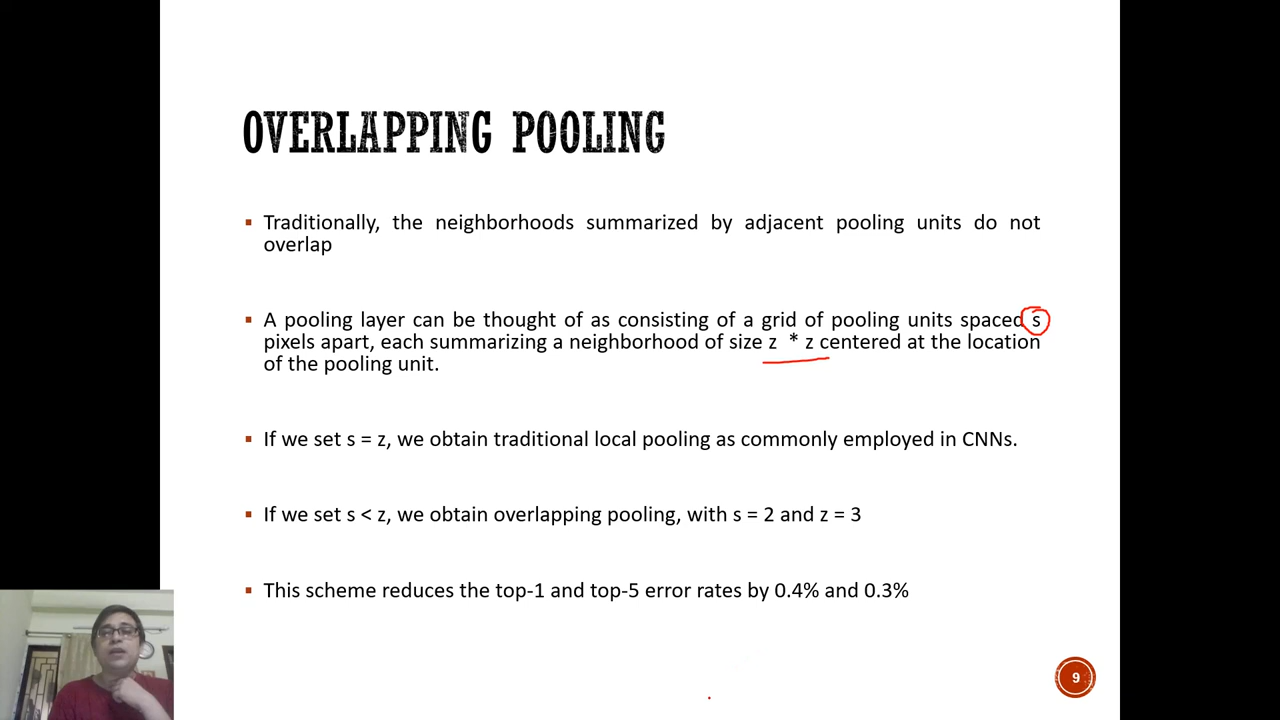 OVERLAPPING POOLING
▪ Traditionally, the neighborhoods summarized by adjacent pooling units do not
overlap
▪ A pooling layer can be thought of as consisting of a grid of pooling units spaced s
pixels apart, each summarizing a neighborhood of size z * z centered at the location
of the pooling unit.
▪ If we set s = z, we obtain traditional local pooling as commonly employed in CNNs.
▪ If we set s < z, we obtain overlapping pooling, with s = 2 and z = 3
▪ This scheme reduces the top-1 and top-5 error rates by 0.4% and 0.3%
9